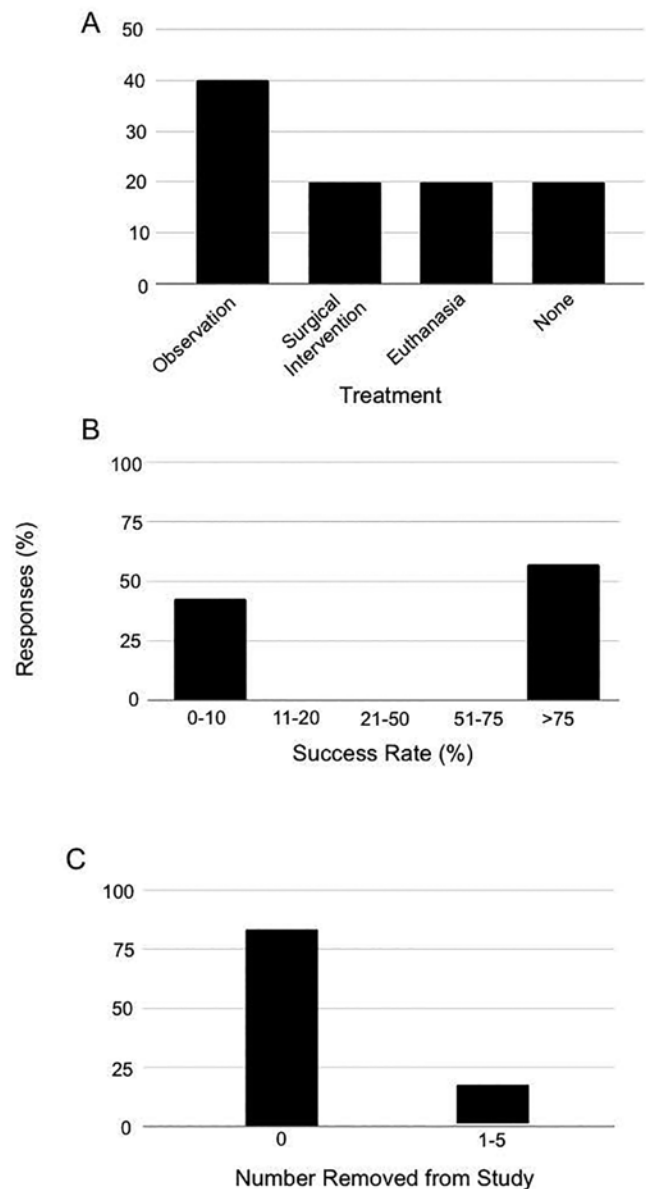 A
50
40
30
20
10
0
Observation
Surgical
Intervention
Euthanasia
None
Treatment
B
Responses (%)
100
75
50
25
0
0-10 11-20 21-50 51-75 >75
Success Rate (%)
C
100
75
50
25
0
0 1-5
Number Removed from Study